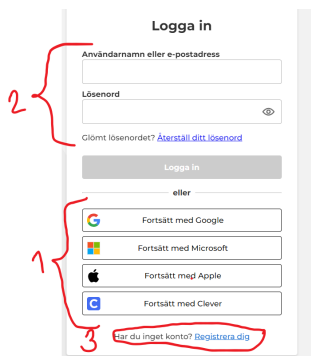 Logga in
Användarnamn eller e-postadress
2
Lösenord
Glömt lösenordet? Återställ ditt lösenord
Logga in
eller
Fortsätt med Google
Fortsätt med Microsoft
1
Fortsätt med Apple
C Fortsätt med Clever
3 Har du inget konto? Registrera dig